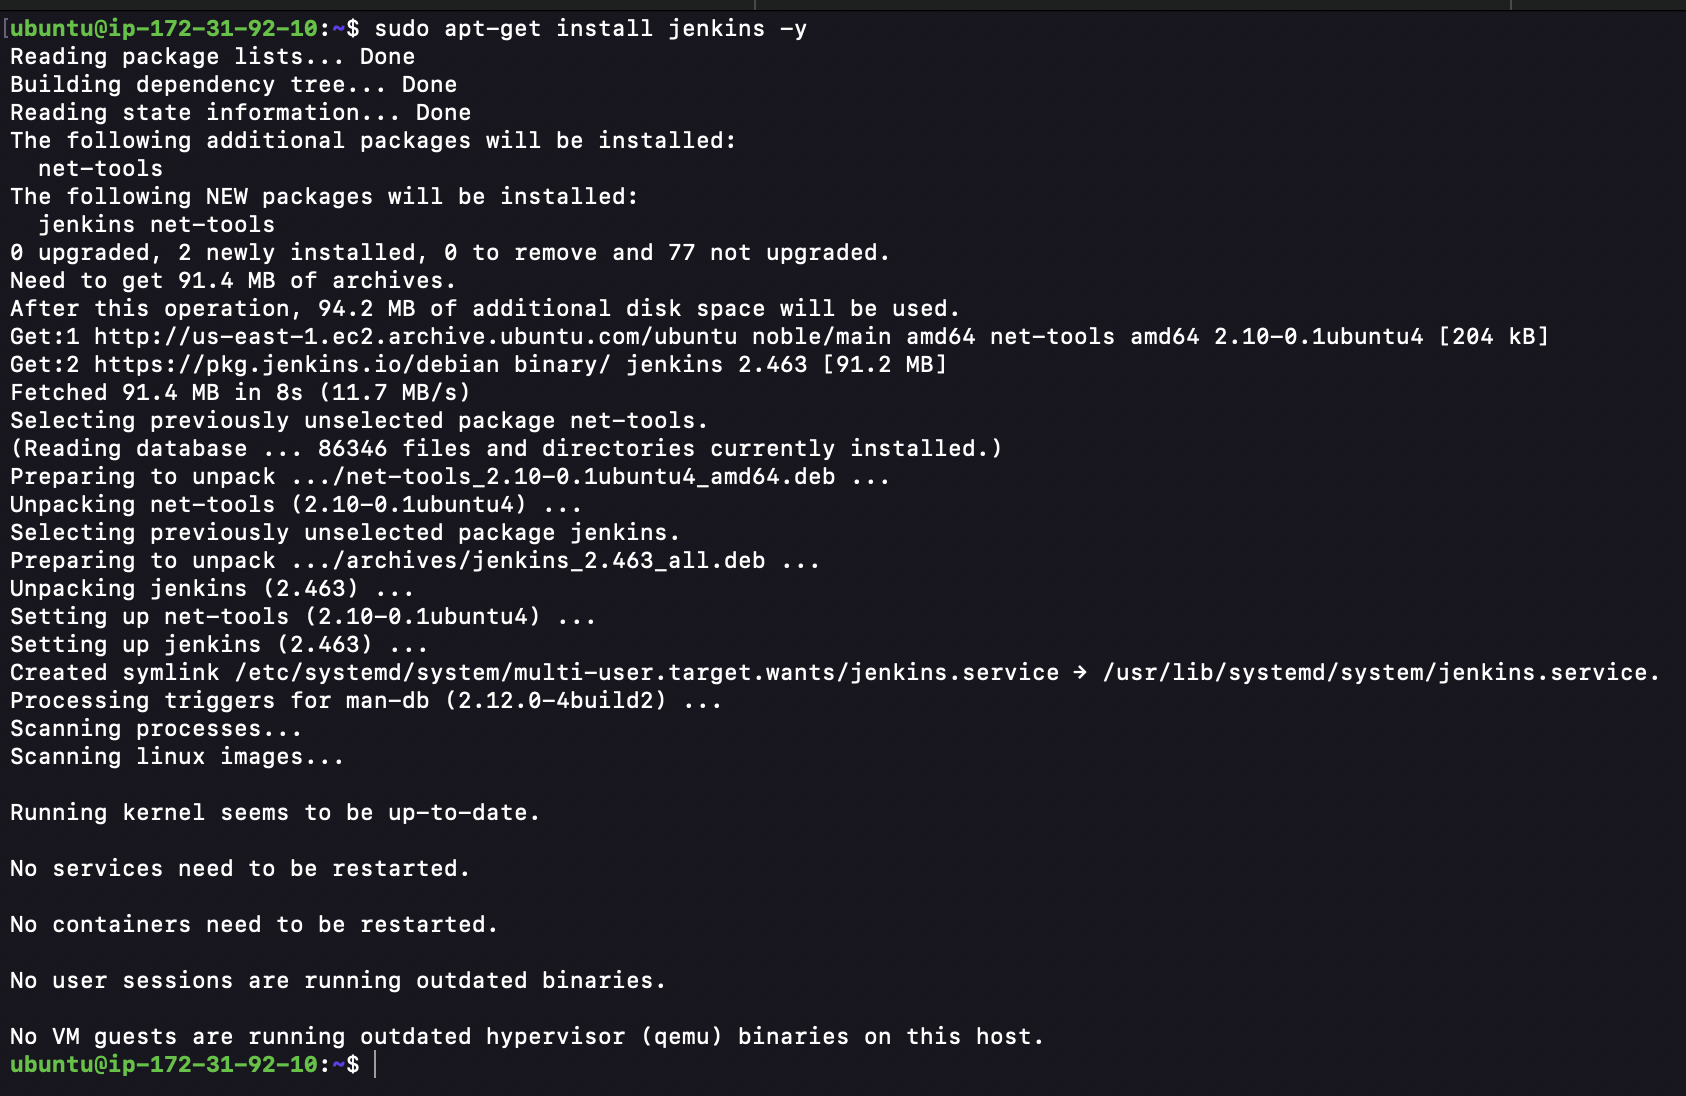 [ubuntu@ip-172-31-92-10:~$ sudo apt-get install jenkins -y
Reading package lists... Done
Building dependency tree... Done
Reading state information... Done
The following additional packages will be installed:
  net-tools
The following NEW packages will be installed:
  jenkins net-tools
0 upgraded, 2 newly installed, 0 to remove and 77 not upgraded.
Need to get 91.4 MB of archives.
After this operation, 94.2 MB of additional disk space will be used.
Get:1 http://us-east-1.ec2.archive.ubuntu.com/ubuntu noble/main amd64 net-tools amd64 2.10-0.1ubuntu4 [204 kB]
Get:2 https://pkg.jenkins.io/debian binary/ jenkins 2.463 [91.2 MB]
Fetched 91.4 MB in 8s (11.7 MB/s)
Selecting previously unselected package net-tools.
(Reading database ... 86346 files and directories currently installed.)
Preparing to unpack .../net-tools_2.10-0.1ubuntu4_amd64.deb ...
Unpacking net-tools (2.10-0.1ubuntu4) ...
Selecting previously unselected package jenkins.
Preparing to unpack .../archives/jenkins_2.463_all.deb ...
Unpacking jenkins (2.463) ...
Setting up net-tools (2.10-0.1ubuntu4) ...
Setting up jenkins (2.463) ...
Created symlink /etc/systemd/system/multi-user.target.wants/jenkins.service → /usr/lib/systemd/system/jenkins.service.
Processing triggers for man-db (2.12.0-4build2) ...
Scanning processes...
Scanning linux images...
Running kernel seems to be up-to-date.
No services need to be restarted.
No containers need to be restarted.
No user sessions are running outdated binaries.
No VM guests are running outdated hypervisor (qemu) binaries on this host.
ubuntu@ip-172-31-92-10:~$